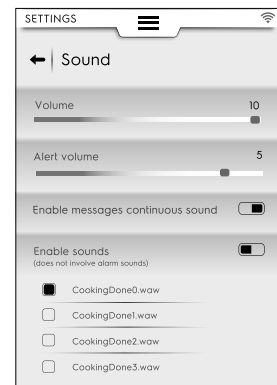 SETTINGS
Sound
Volume 10
Alert volume 5
Enable messages continuous sound
Enable sounds
(does not involve alarm sounds)
CookingDone0.waw
CookingDone1.waw
CookingDone2.waw
CookingDone3.waw